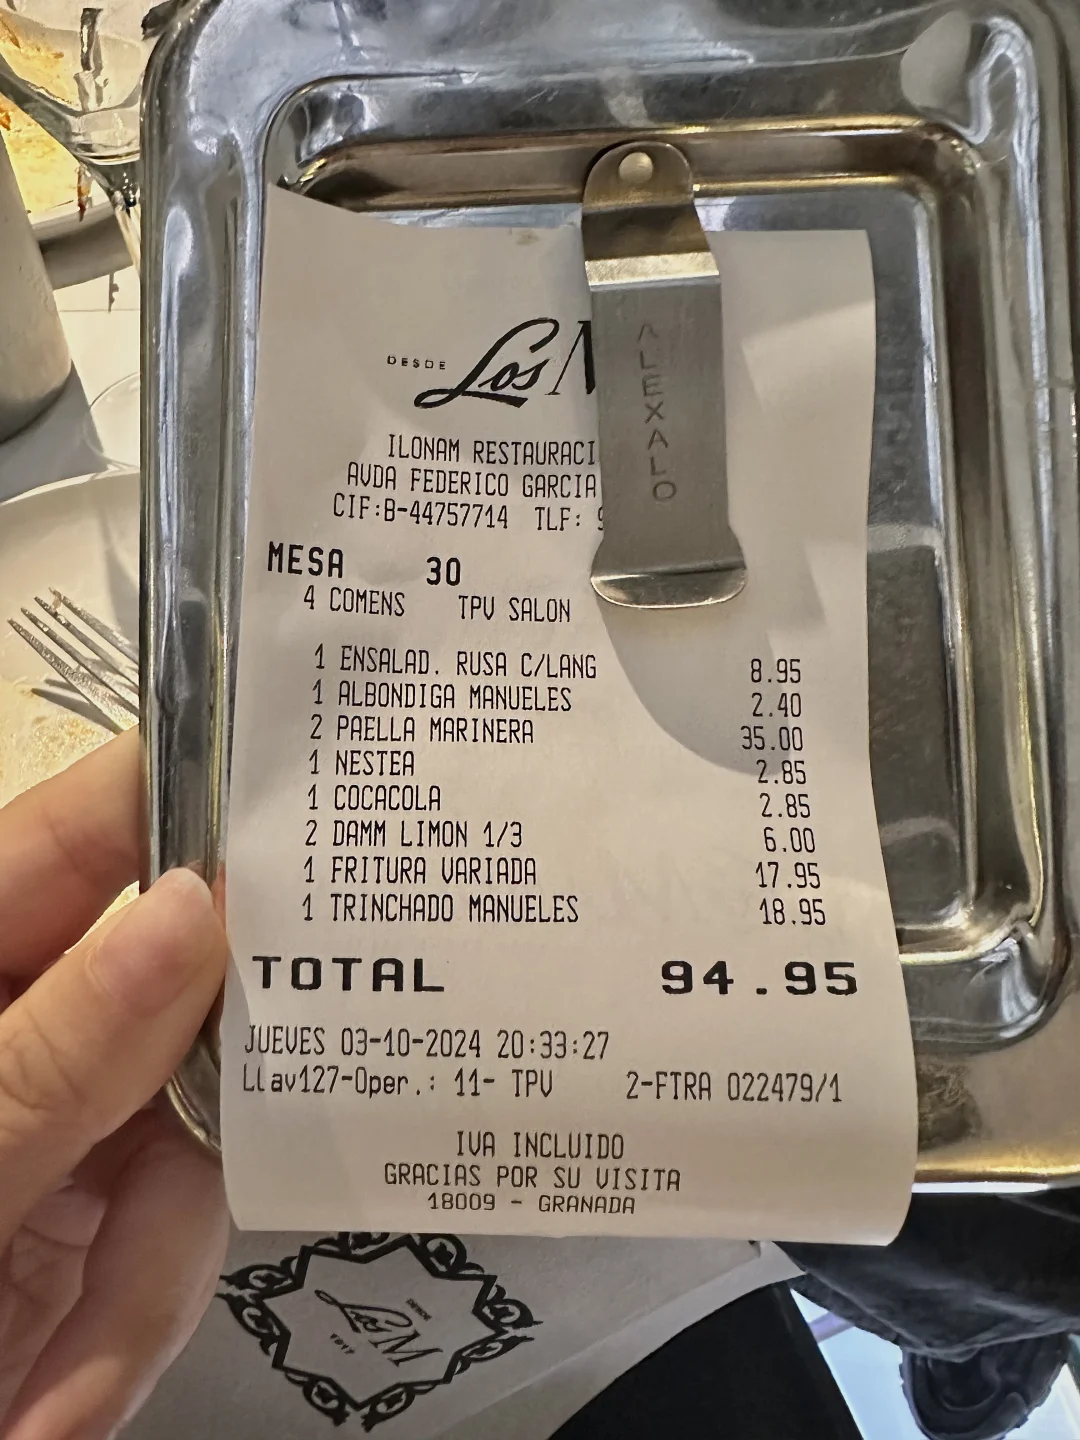 DESDE Los M
ALEXALO
ILONAM RESTAURACI
AVDA FEDERICO GARCIA
CIF:B-44757714 TLF: 9
MESA 30
4 COMENS TPV SALON
1 ENSALAD. RUSA C/LANG 8.95
1 ALBONDIGA MANUELES 2.40
2 PAELLA MARINERA 35.00
1 NESTEA 2.85
1 COCACOLA 2.85
2 DAMM LIMON 1/3 6.00
1 FRITURA VARIADA 17.95
1 TRINCHADO MANUELES 18.95
TOTAL 94.95
JUEVES 03-10-2024 20:33:27
Llav127-Oper.: 11- TPV 2-FTRA 022479/1
IVA INCLUIDO
GRACIAS POR SU VISITA
18009 - GRANADA
DESDE
Los M
1917